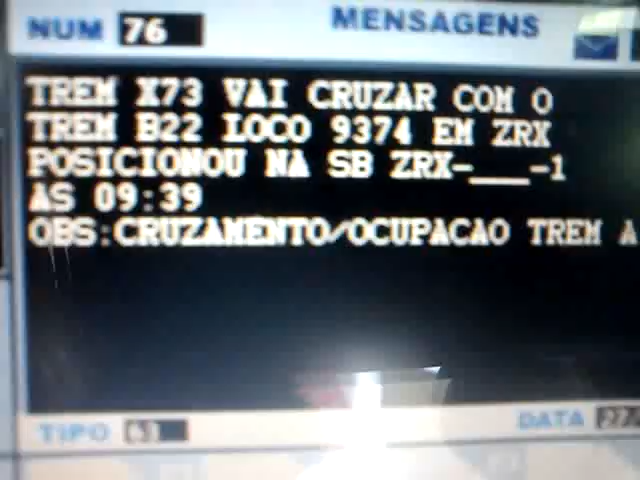 NUM 76 MENSAGENS
TREM X73 VAI CRUZAR COM O
TREM B22 LOCO 9374 EM ZRX
POSICIONOU NA SB ZRX-___-1
AS 09:39
OBS:CRUZAMENTO/OCUPACAO TREM A
TIPO 63 DATA